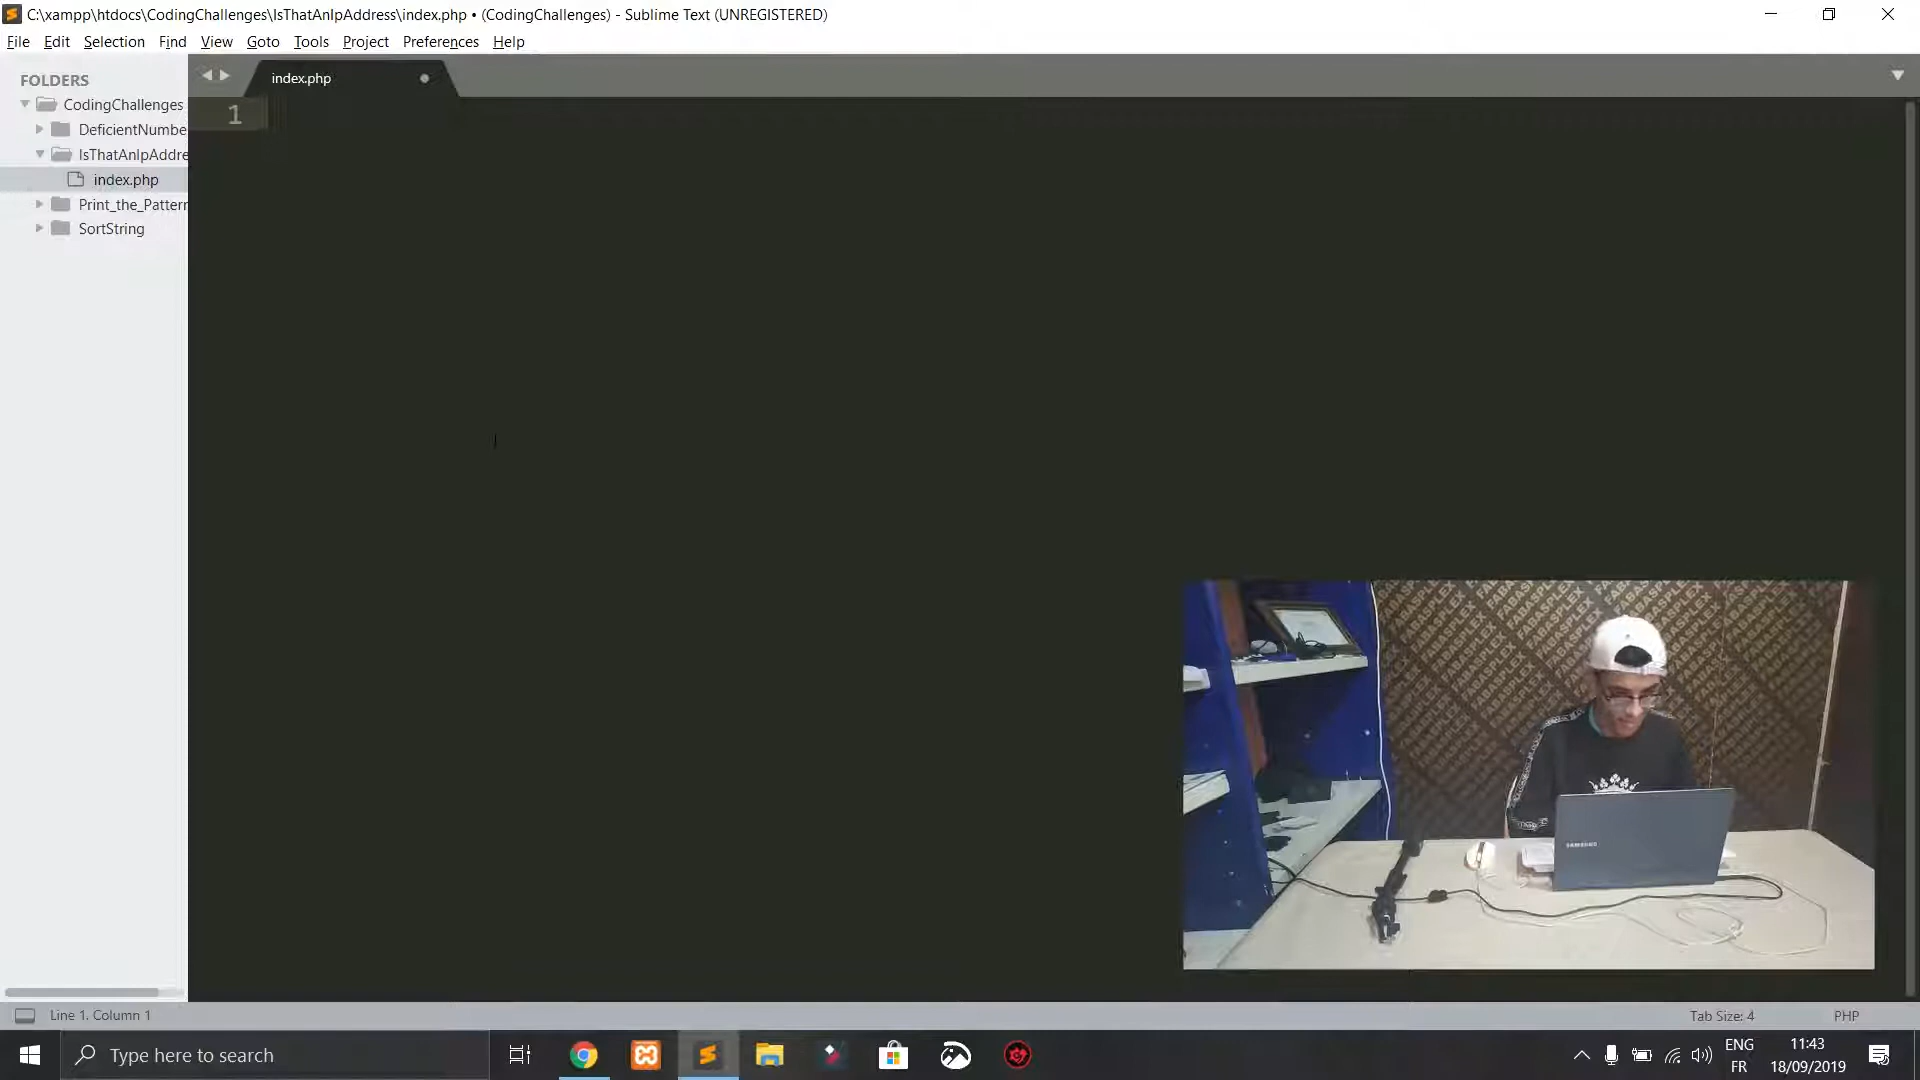 C:\xampp\htdocs\CodingChallenges\IsThatAnIpAddress\index.php • (CodingChallenges) - Sublime Text (UNREGISTERED)
File Edit Selection Find View Goto Tools Project Preferences Help
FOLDERS
CodingChallenges
DeficientNumbe
IsThatAnIpAddre
index.php
Print_the_Pattern
SortString
index.php
1
FABASPLEX
SAMSUNG
Line 1, Column 1
Tab Size: 4
PHP
Type here to search
ENG
FR
11:43
18/09/2019